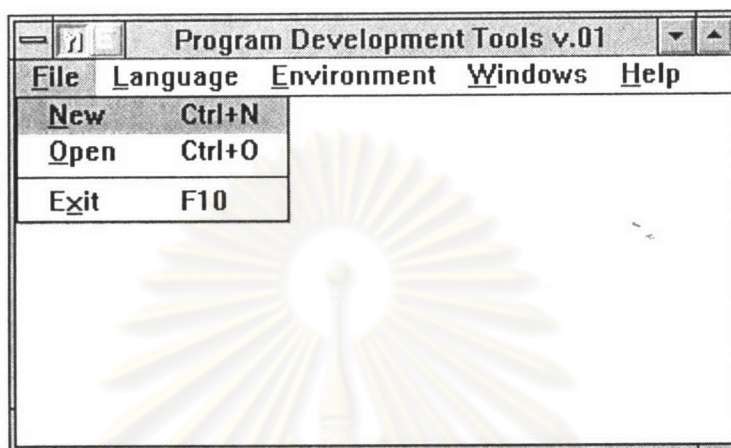 Program Development Tools v.01
File Language Environment Windows Help
New Ctrl+N
Open Ctrl+O
Exit F10